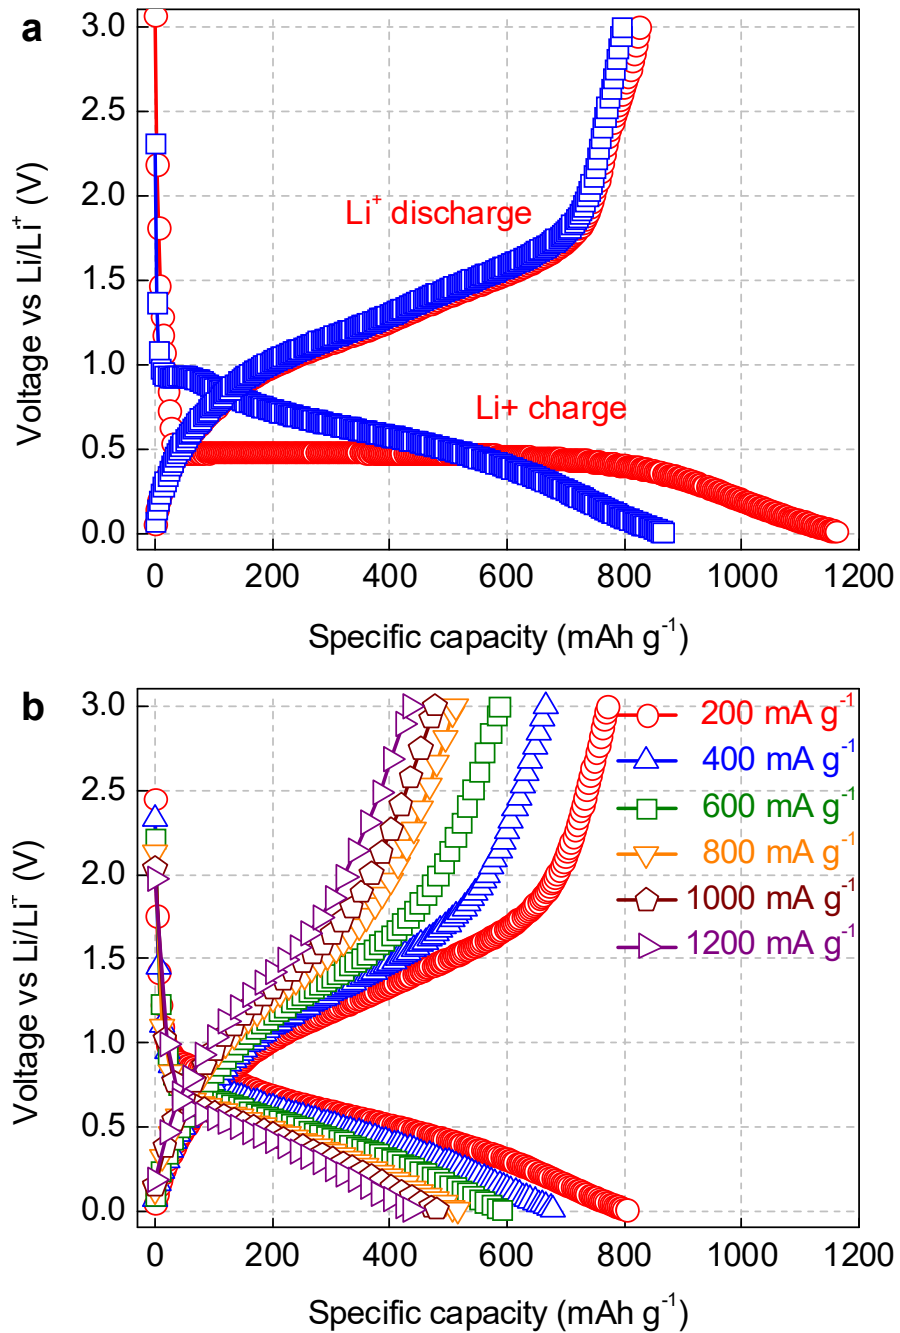 a
3.0
2.5
2.0
1.5
1.0
0.5
0.0
Voltage vs Li/Li⁺ (V)
Li⁺ discharge
Li+ charge
0 200 400 600 800 1000 1200
Specific capacity (mAh g⁻¹)
b
3.0
2.5
2.0
1.5
1.0
0.5
0.0
Voltage vs Li/Li⁺ (V)
200 mA g⁻¹
400 mA g⁻¹
600 mA g⁻¹
800 mA g⁻¹
1000 mA g⁻¹
1200 mA g⁻¹
0 200 400 600 800 1000 1200
Specific capacity (mAh g⁻¹)